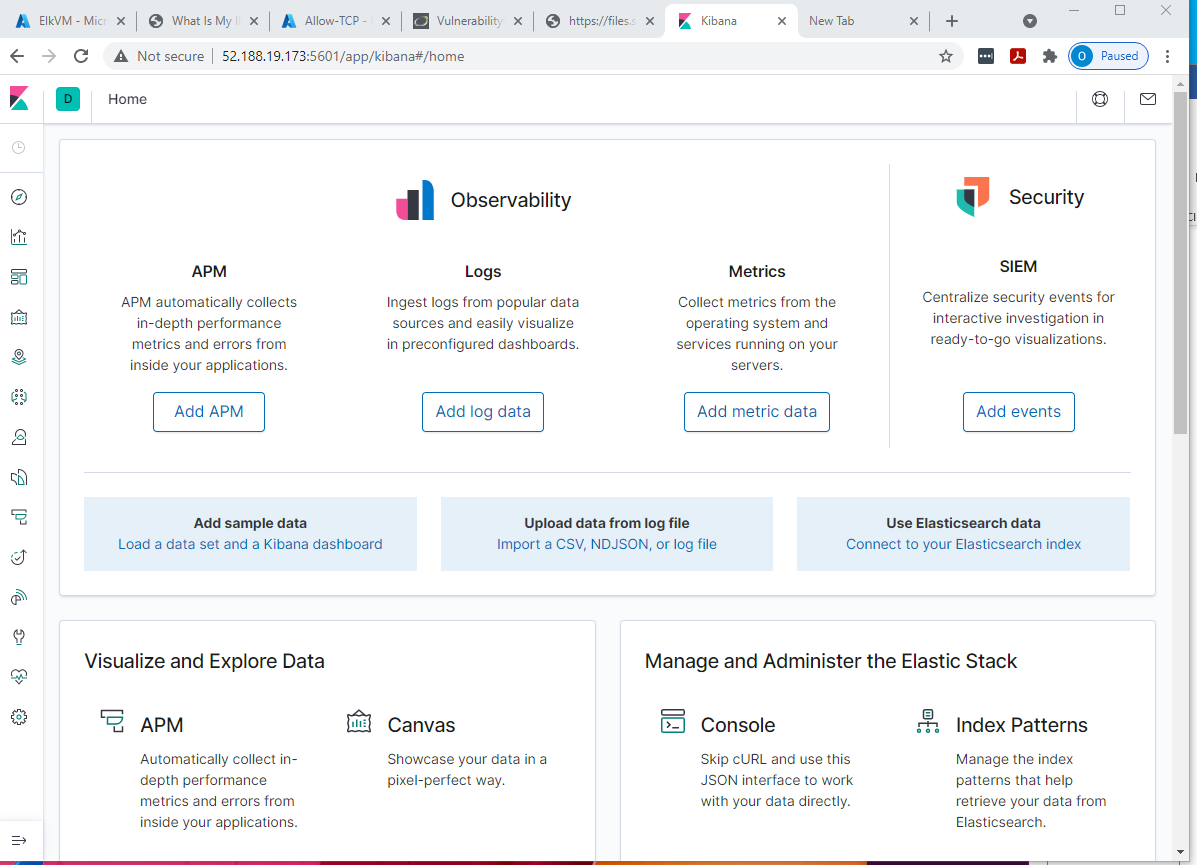 ElkVM - Micr
What Is My I
Allow-TCP -
Vulnerability
https://files.s
Kibana
New Tab
Not secure
52.188.19.173:5601/app/kibana#/home
O
Paused
D
Home
Observability
Security
APM
Logs
Metrics
SIEM
APM automatically collects
in-depth performance
metrics and errors from
inside your applications.
Ingest logs from popular data
sources and easily visualize
in preconfigured dashboards.
Collect metrics from the
operating system and
services running on your
servers.
Centralize security events for
interactive investigation in
ready-to-go visualizations.
Add APM
Add log data
Add metric data
Add events
Add sample data
Load a data set and a Kibana dashboard
Upload data from log file
Import a CSV, NDJSON, or log file
Use Elasticsearch data
Connect to your Elasticsearch index
Visualize and Explore Data
APM
Automatically collect in-
depth performance
metrics and errors from
inside your applications.
Canvas
Showcase your data in a
pixel-perfect way.
Manage and Administer the Elastic Stack
Console
Skip cURL and use this
JSON interface to work
with your data directly.
Index Patterns
Manage the index
patterns that help
retrieve your data from
Elasticsearch.